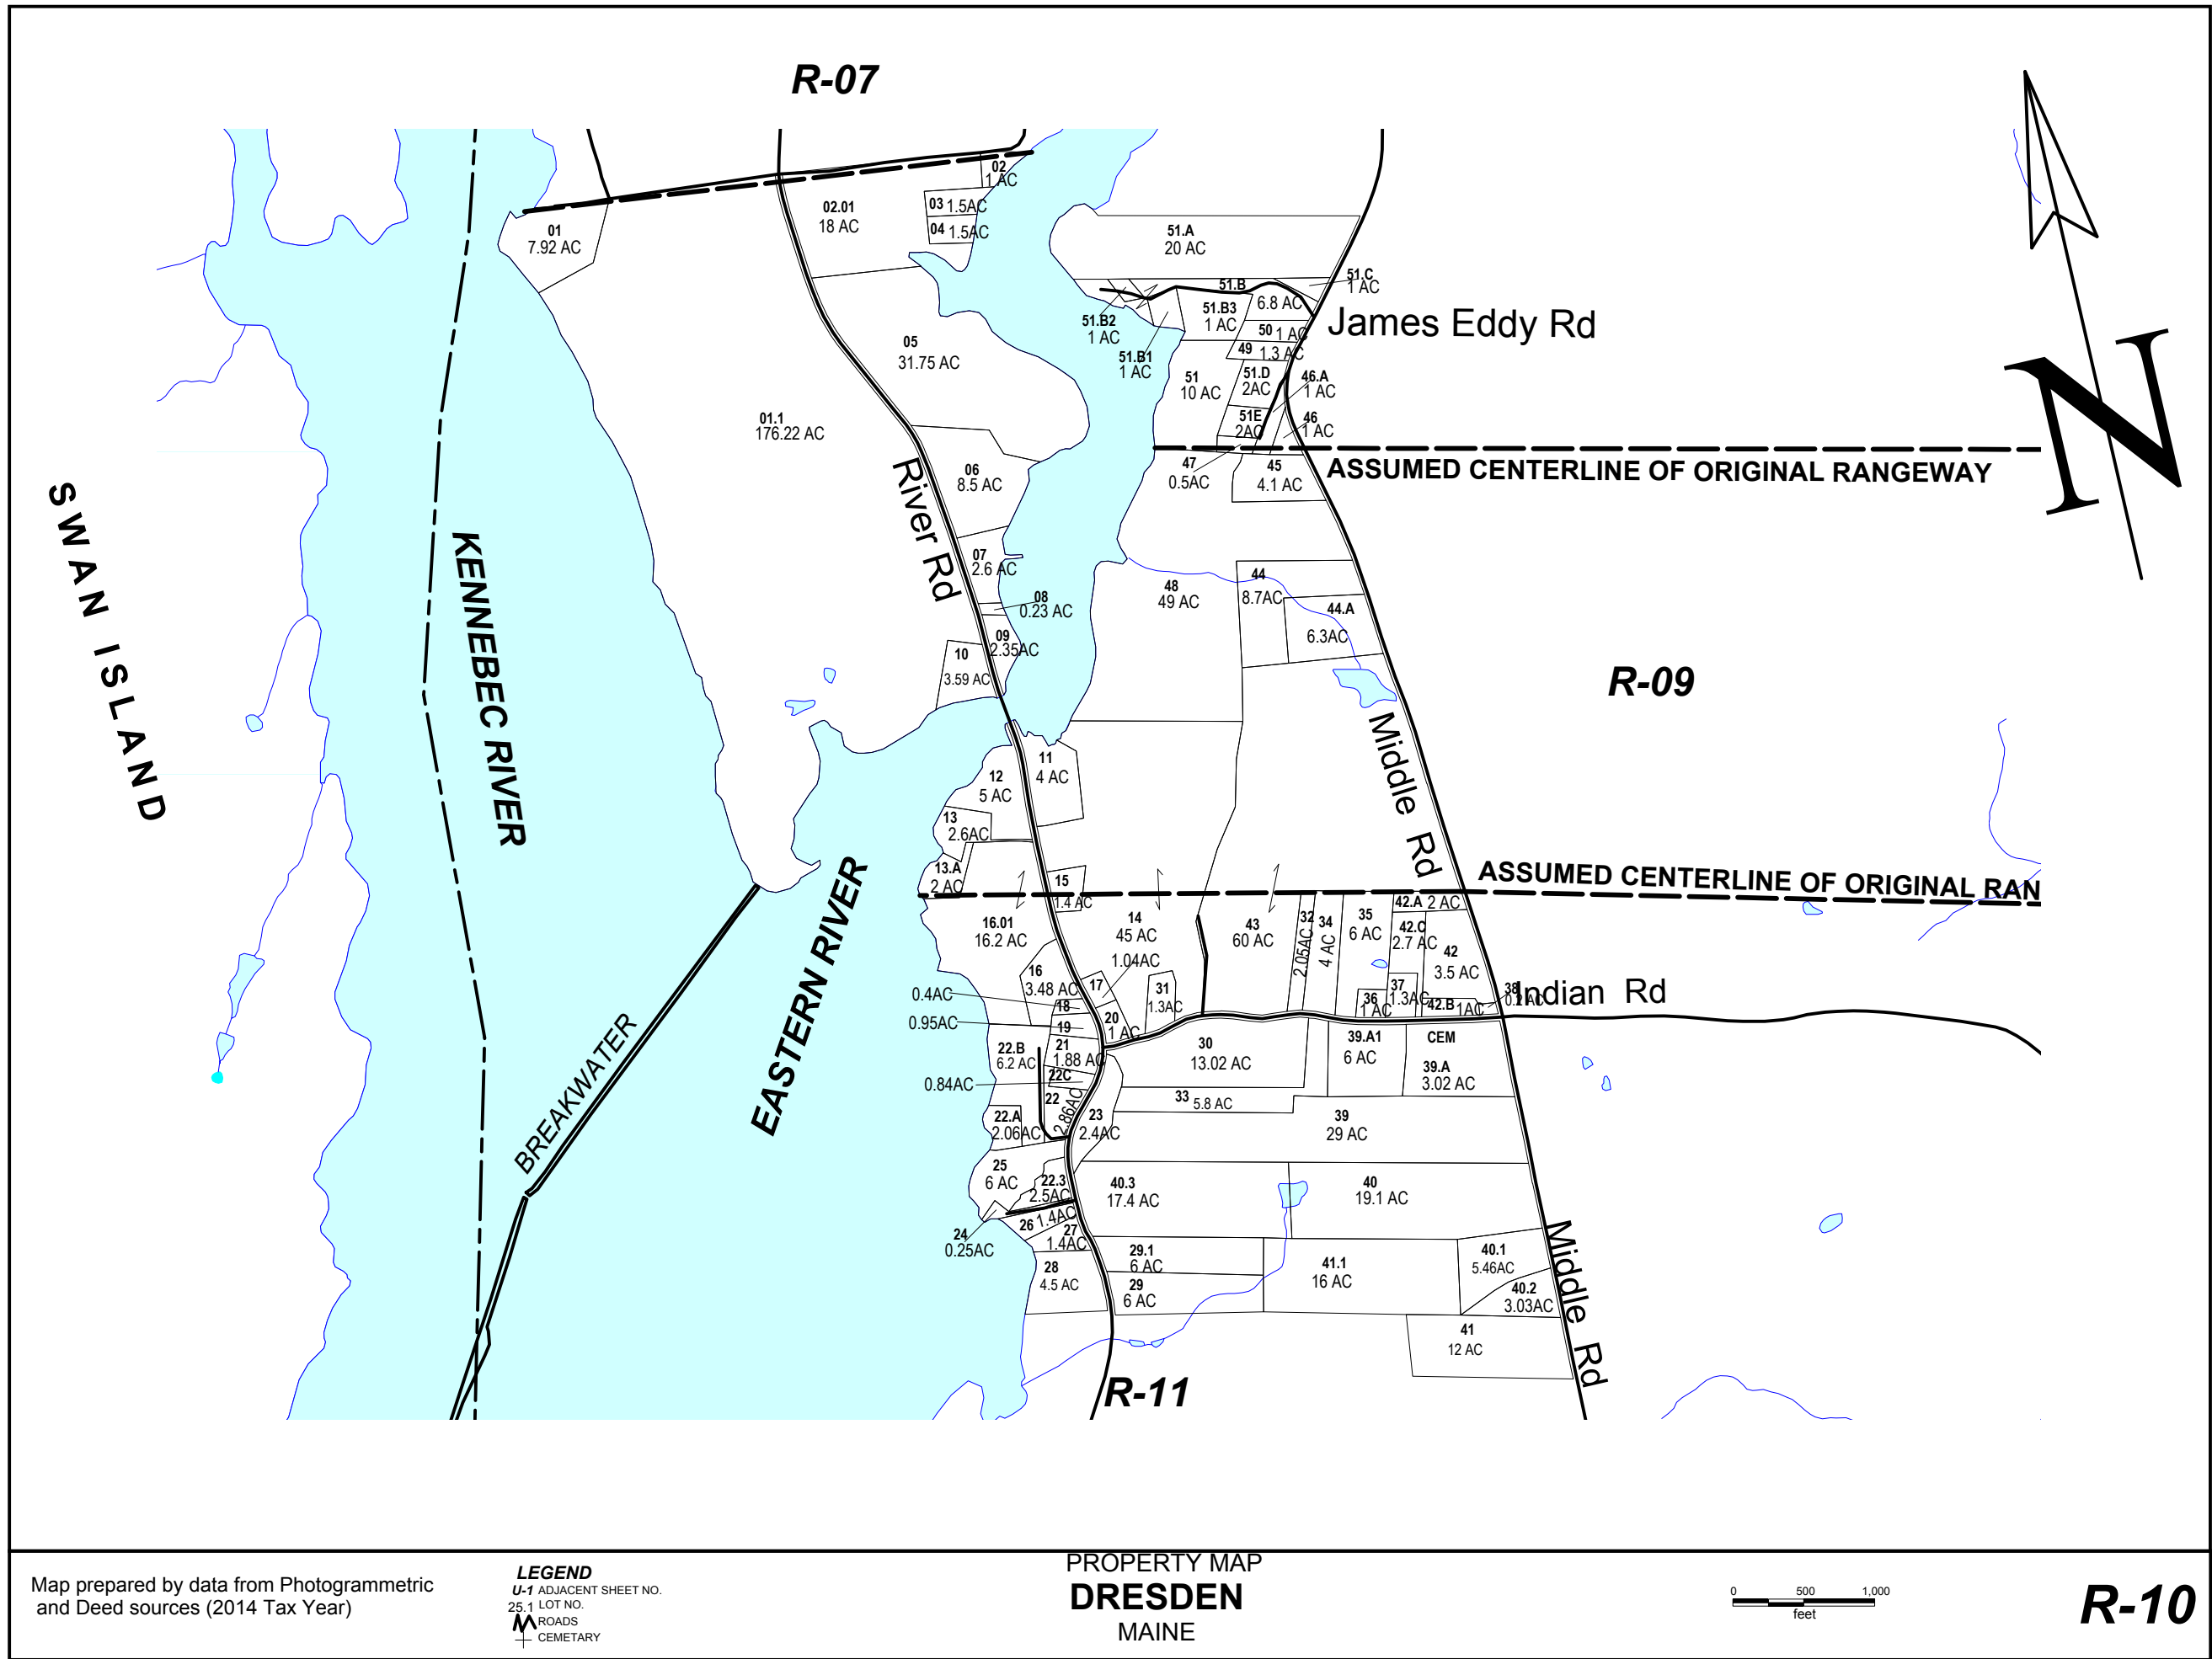 R-07
02
1 AC
02.01
18 AC
03 1.5AC
04 1.5AC
01
7.92 AC
51.A
20 AC
51.C
1 AC
51.B
6.8 AC
51.B3
1 AC
51.B2
1 AC
51.B1
1 AC
50 1 AC
49 1.3 AC
James Eddy Rd
05
31.75 AC
51
10 AC
51.D
2AC
46.A
1 AC
51E
2AC
46
1 AC
01.1
176.22 AC
47
0.5AC
45
4.1 AC
ASSUMED CENTERLINE OF ORIGINAL RANGEWAY
06
8.5 AC
River Rd
SWAN ISLAND
KENNEBEC RIVER
N
07
2.6 AC
08
0.23 AC
09
2.35AC
10
3.59 AC
48
49 AC
44
8.7AC
44.A
6.3AC
R-09
Middle Rd
11
4 AC
12
5 AC
13
2.6AC
13.A
2 AC
15
1.4 AC
ASSUMED CENTERLINE OF ORIGINAL RAN
EASTERN RIVER
16.01
16.2 AC
14
45 AC
1.04AC
43
60 AC
32
2.05AC
34
4 AC
35
6 AC
42.A 2 AC
42.C
2.7 AC
42
3.5 AC
16
3.48 AC
17
31
1.3AC
36
1 AC
37
1.3AC
42.B 1AC
38
0.2 AC
Indian Rd
0.4AC
18
0.95AC
19
20
1 AC
21
1.88 AC
22.B
6.2 AC
0.84AC
22C
22
2.86AC
30
13.02 AC
39.A1
6 AC
CEM
39.A
3.02 AC
BREAKWATER
22.A
2.06AC
23
2.4AC
33 5.8 AC
39
29 AC
25
6 AC
22.3
2.5AC
40.3
17.4 AC
40
19.1 AC
24
0.25AC
26 1.4AC
27
1.4AC
28
4.5 AC
29.1
6 AC
29
6 AC
41.1
16 AC
40.1
5.46AC
40.2
3.03AC
Middle Rd
41
12 AC
R-11
Map prepared by data from Photogrammetric
and Deed sources (2014 Tax Year)
LEGEND
U-1 ADJACENT SHEET NO.
25.1 LOT NO.
ROADS
CEMETARY
PROPERTY MAP
DRESDEN
MAINE
0 500 1,000
feet
R-10